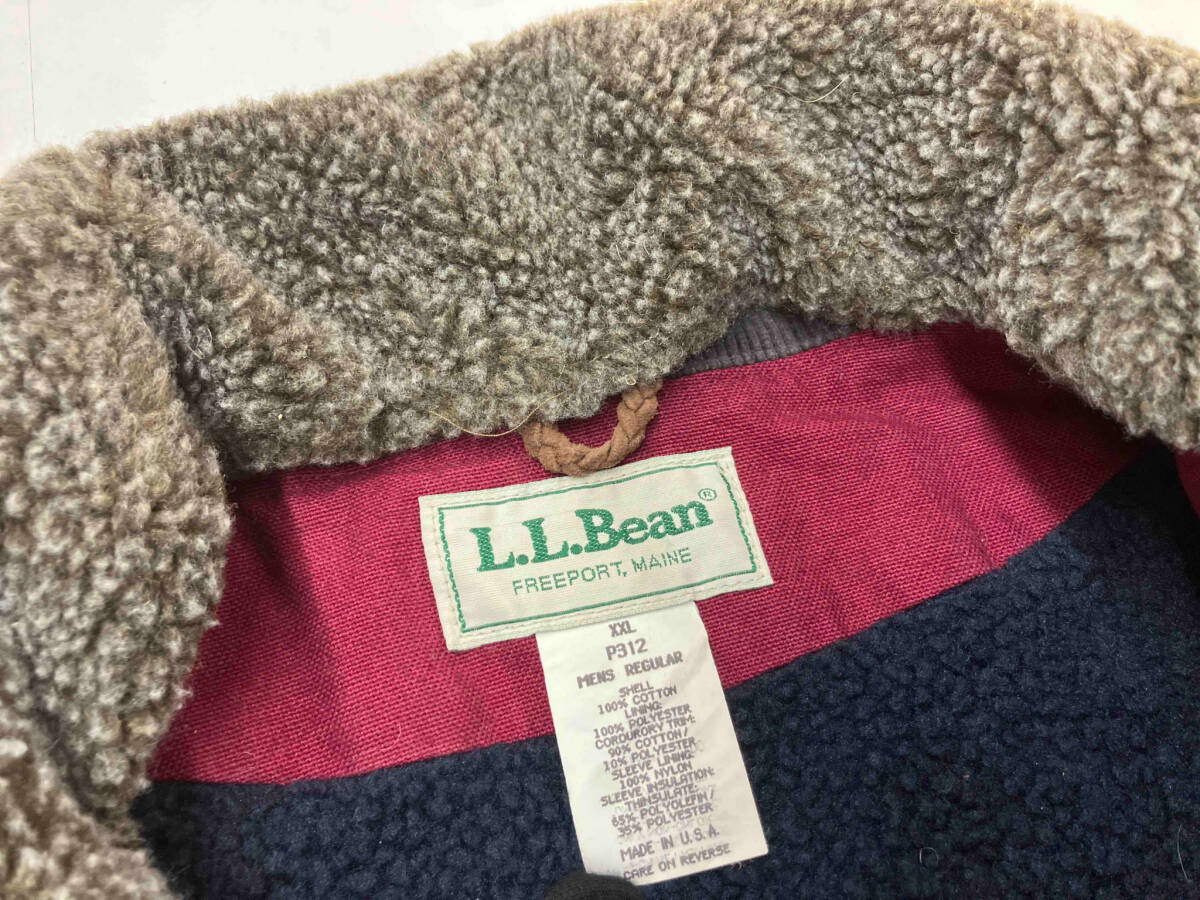 L.L.Bean®
FREEPORT, MAINE
XXL
P312
MENS REGULAR
SHELL
100% COTTON
LINING:
100% POLYESTER
CORDURORY TRIM:
90% COTTON/
10% POLYESTER
SLEEVE LINING:
100% NYLON
SLEEVE INSULATION:
THINSULATE:
65% POLYOLEFIN/
35% POLYESTER
MADE IN U.S.A.
CARE ON REVERSE